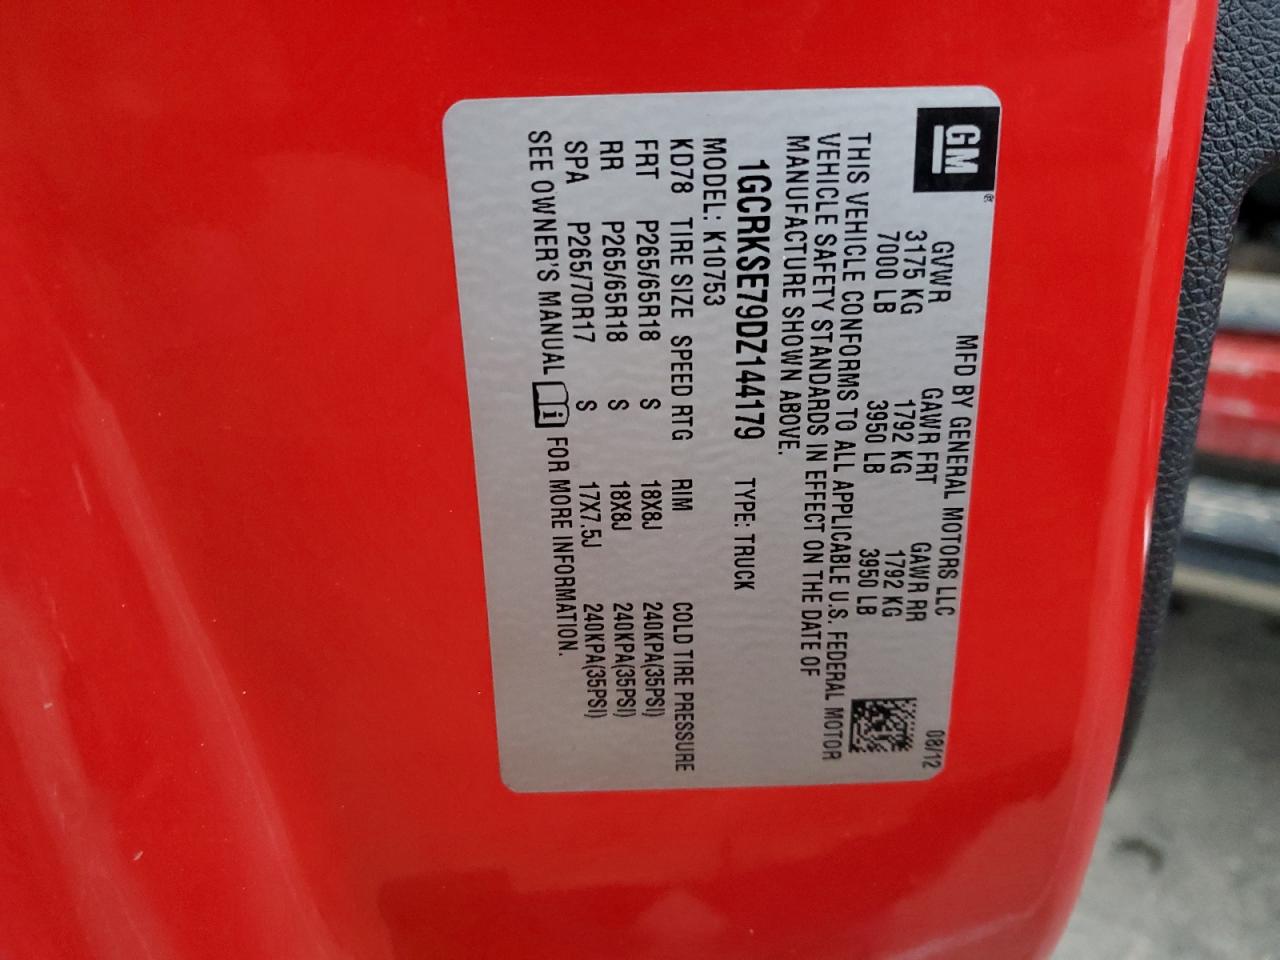 GM®
MFD BY GENERAL MOTORS LLC 08/12
GVWR GAWR FRT GAWR RR
3175 KG 1792 KG 1792 KG
7000 LB 3950 LB 3950 LB
THIS VEHICLE CONFORMS TO ALL APPLICABLE U.S. FEDERAL MOTOR
VEHICLE SAFETY STANDARDS IN EFFECT ON THE DATE OF
MANUFACTURE SHOWN ABOVE.
1GCRKSE79DZ144179 TYPE: TRUCK
MODEL: K10753
KD78 TIRE SIZE SPEED RTG RIM COLD TIRE PRESSURE
FRT P265/65R18 S 18X8J 240KPA(35PSI)
RR P265/65R18 S 18X8J 240KPA(35PSI)
SPA P265/70R17 S 17X7.5J 240KPA(35PSI)
SEE OWNER'S MANUAL i FOR MORE INFORMATION.